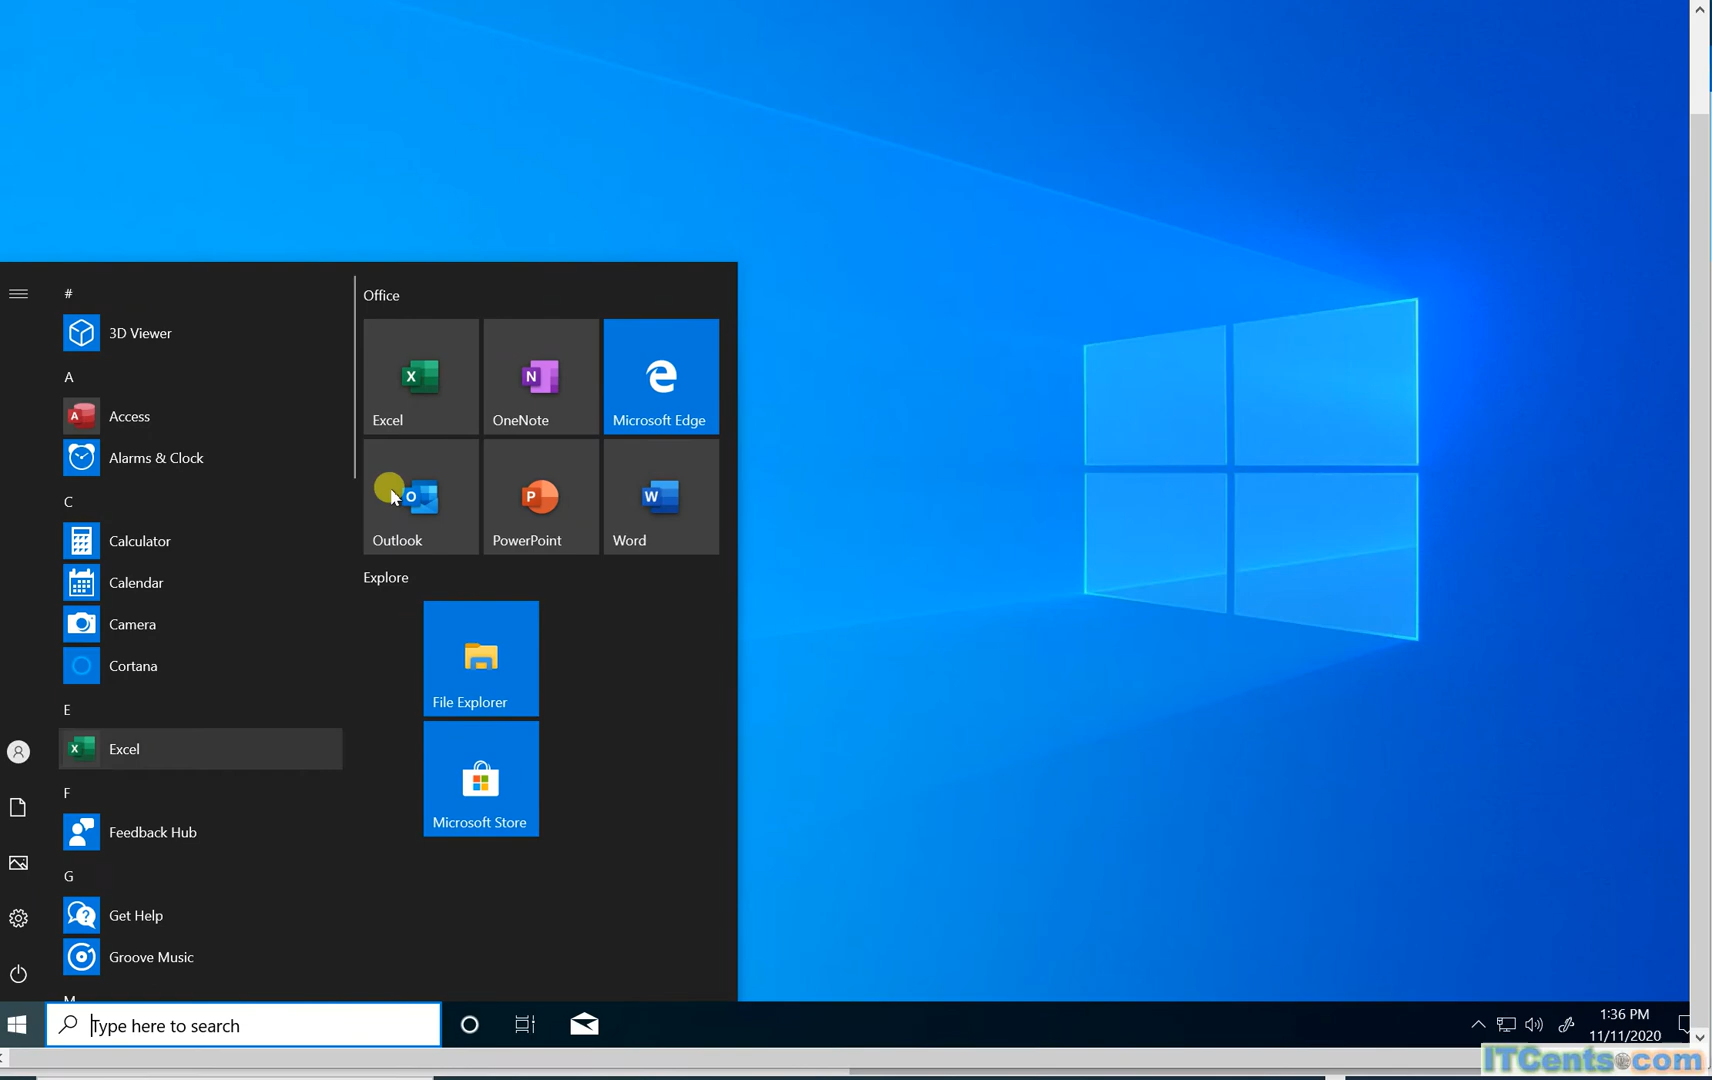 #
3D Viewer
A
Access
Alarms & Clock
C
Calculator
Calendar
Camera
Cortana
E
Excel
F
Feedback Hub
G
Get Help
Groove Music
M
Office
Excel
OneNote
Microsoft Edge
Outlook
PowerPoint
Word
Explore
File Explorer
Microsoft Store
Type here to search
1:36 PM
11/11/2020
ITCents.com